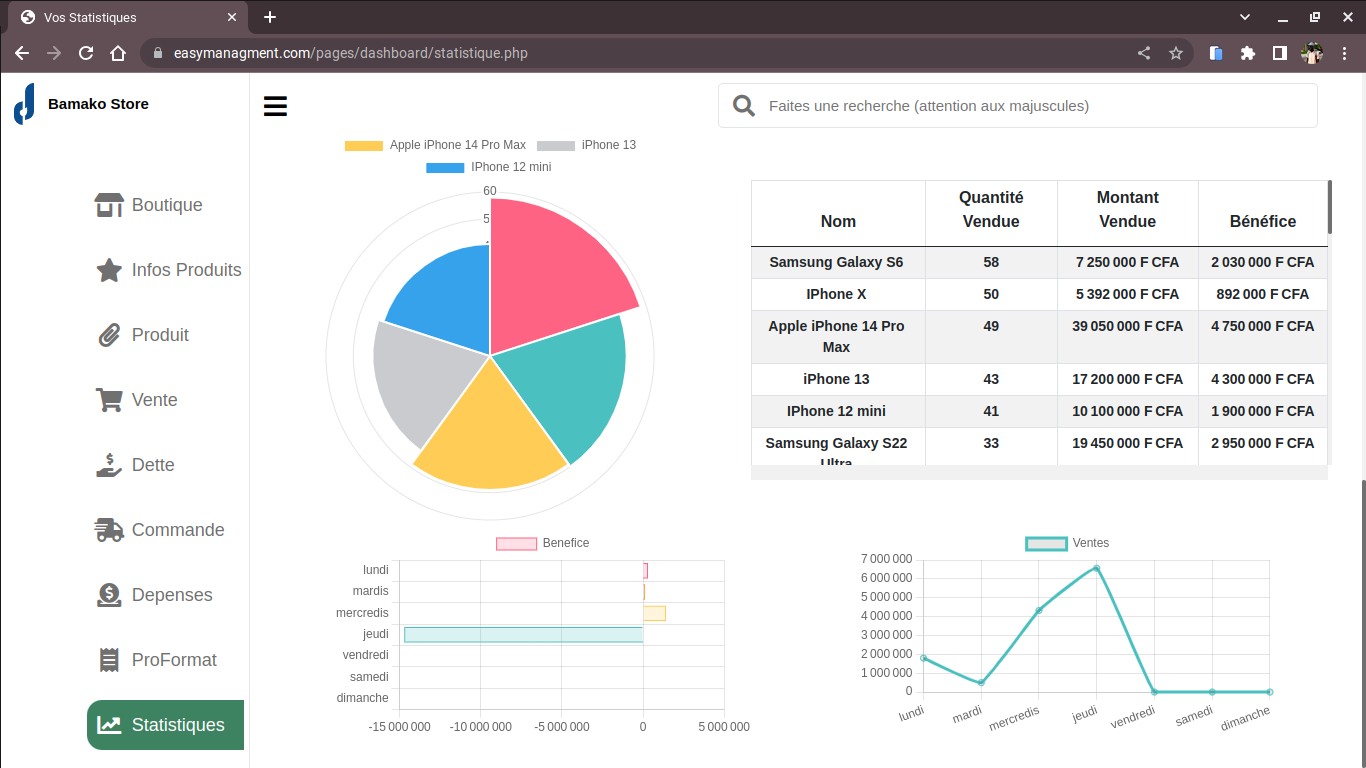 Vos Statistiques
easymanagment.com/pages/dashboard/statistique.php
Bamako Store
Faites une recherche (attention aux majuscules)
Boutique
Infos Produits
Produit
Vente
Dette
Commande
Depenses
ProFormat
Statistiques
Apple iPhone 14 Pro Max iPhone 13
IPhone 12 mini
60
5
Nom Quantité Vendue Montant Vendue Bénéfice
Samsung Galaxy S6 58 7 250 000 F CFA 2 030 000 F CFA
IPhone X 50 5 392 000 F CFA 892 000 F CFA
Apple iPhone 14 Pro Max 49 39 050 000 F CFA 4 750 000 F CFA
iPhone 13 43 17 200 000 F CFA 4 300 000 F CFA
IPhone 12 mini 41 10 100 000 F CFA 1 900 000 F CFA
Samsung Galaxy S22 Ultra 33 19 450 000 F CFA 2 950 000 F CFA
Benefice
lundi
mardis
mercredis
jeudi
vendredi
samedi
dimanche
-15 000 000 -10 000 000 -5 000 000 0 5 000 000
Ventes
7 000 000
6 000 000
5 000 000
4 000 000
3 000 000
2 000 000
1 000 000
0
lundi mardi mercredis jeudi vendredi samedi dimanche